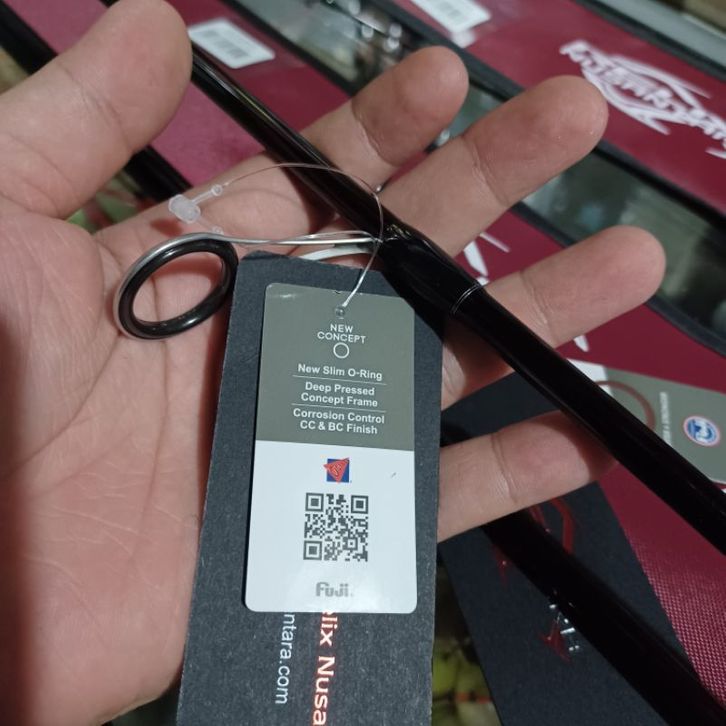 NEW
CONCEPT
New Slim O-Ring
Deep Pressed
Concept Frame
Corrosion Control
CC & BC Finish
Fuji
lix Nusa
ntara.com